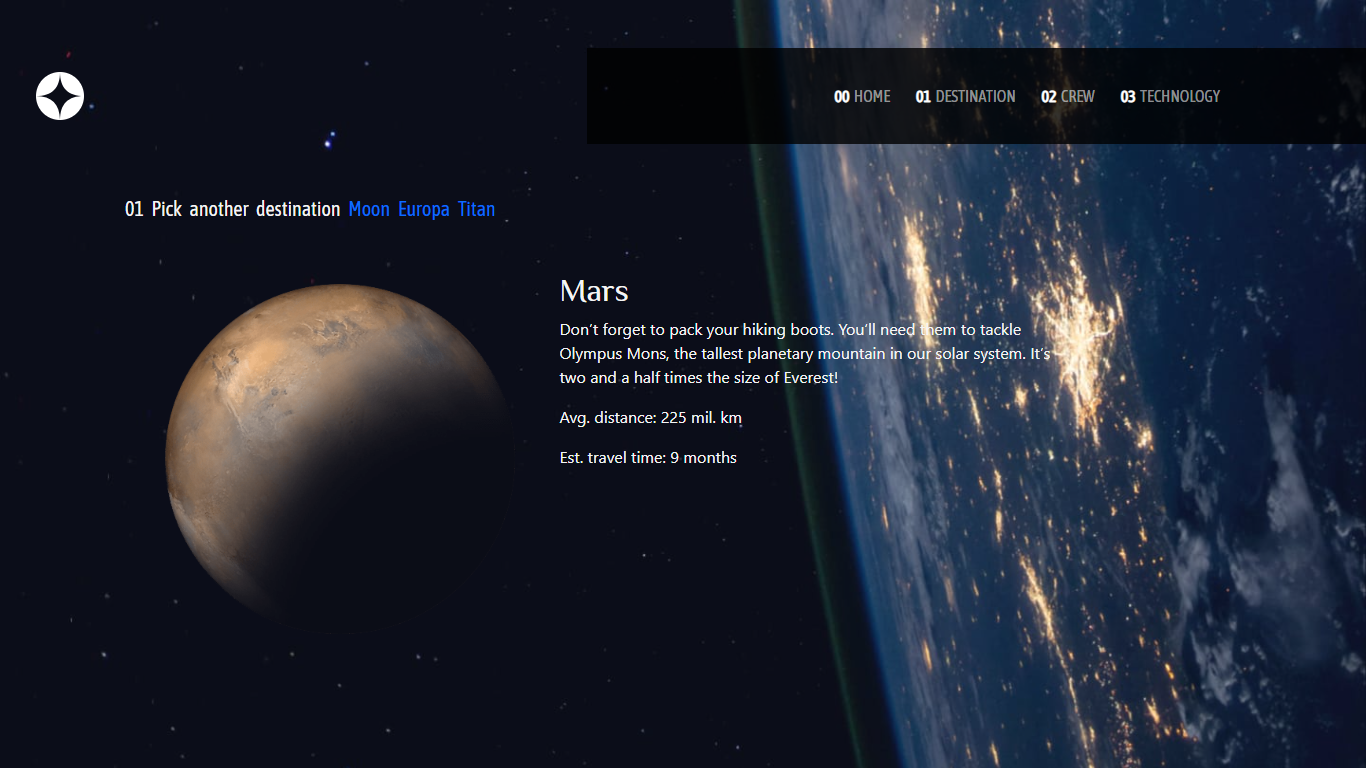 00 HOME 01 DESTINATION 02 CREW 03 TECHNOLOGY
01 Pick another destination Moon Europa Titan
Mars
Don’t forget to pack your hiking boots. You’ll need them to tackle
Olympus Mons, the tallest planetary mountain in our solar system. It’s
two and a half times the size of Everest!
Avg. distance: 225 mil. km
Est. travel time: 9 months